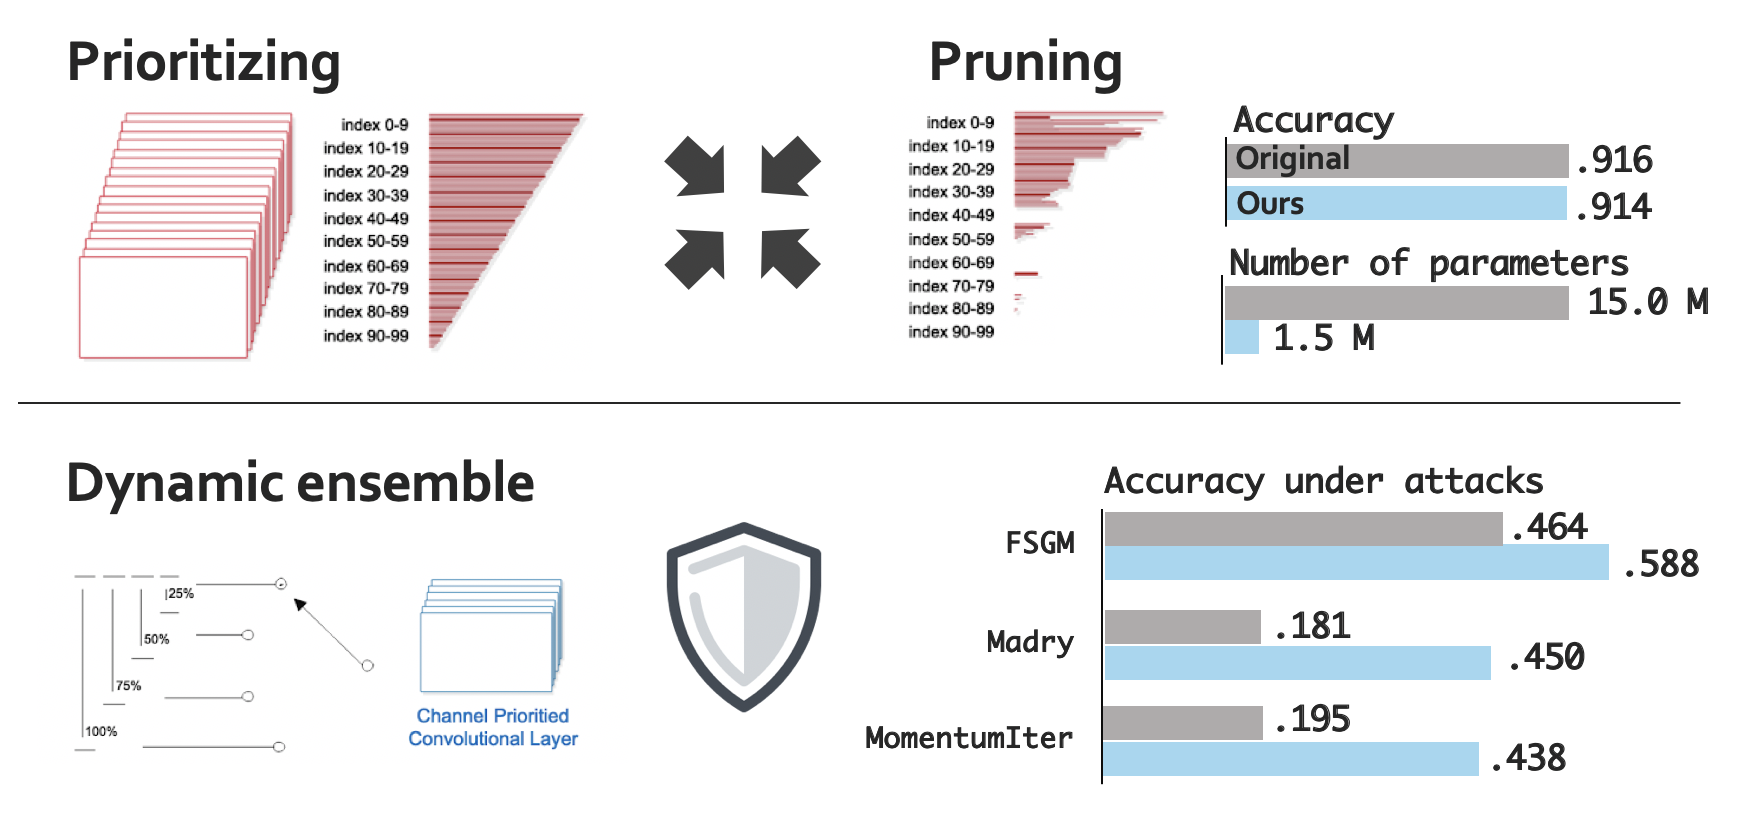 Prioritizing
index 0-9
index 10-19
index 20-29
index 30-39
index 40-49
index 50-59
index 60-69
index 70-79
index 80-89
index 90-99
Pruning
index 0-9
index 10-19
index 20-29
index 30-39
index 40-49
index 50-59
index 60-69
index 70-79
index 80-89
index 90-99
Accuracy
Original .916
Ours .914
Number of parameters
15.0 M
1.5 M
Dynamic ensemble
25%
50%
75%
100%
Channel Prioritied
Convolutional Layer
Accuracy under attacks
FSGM .464
.588
Madry .181
.450
MomentumIter .195
.438